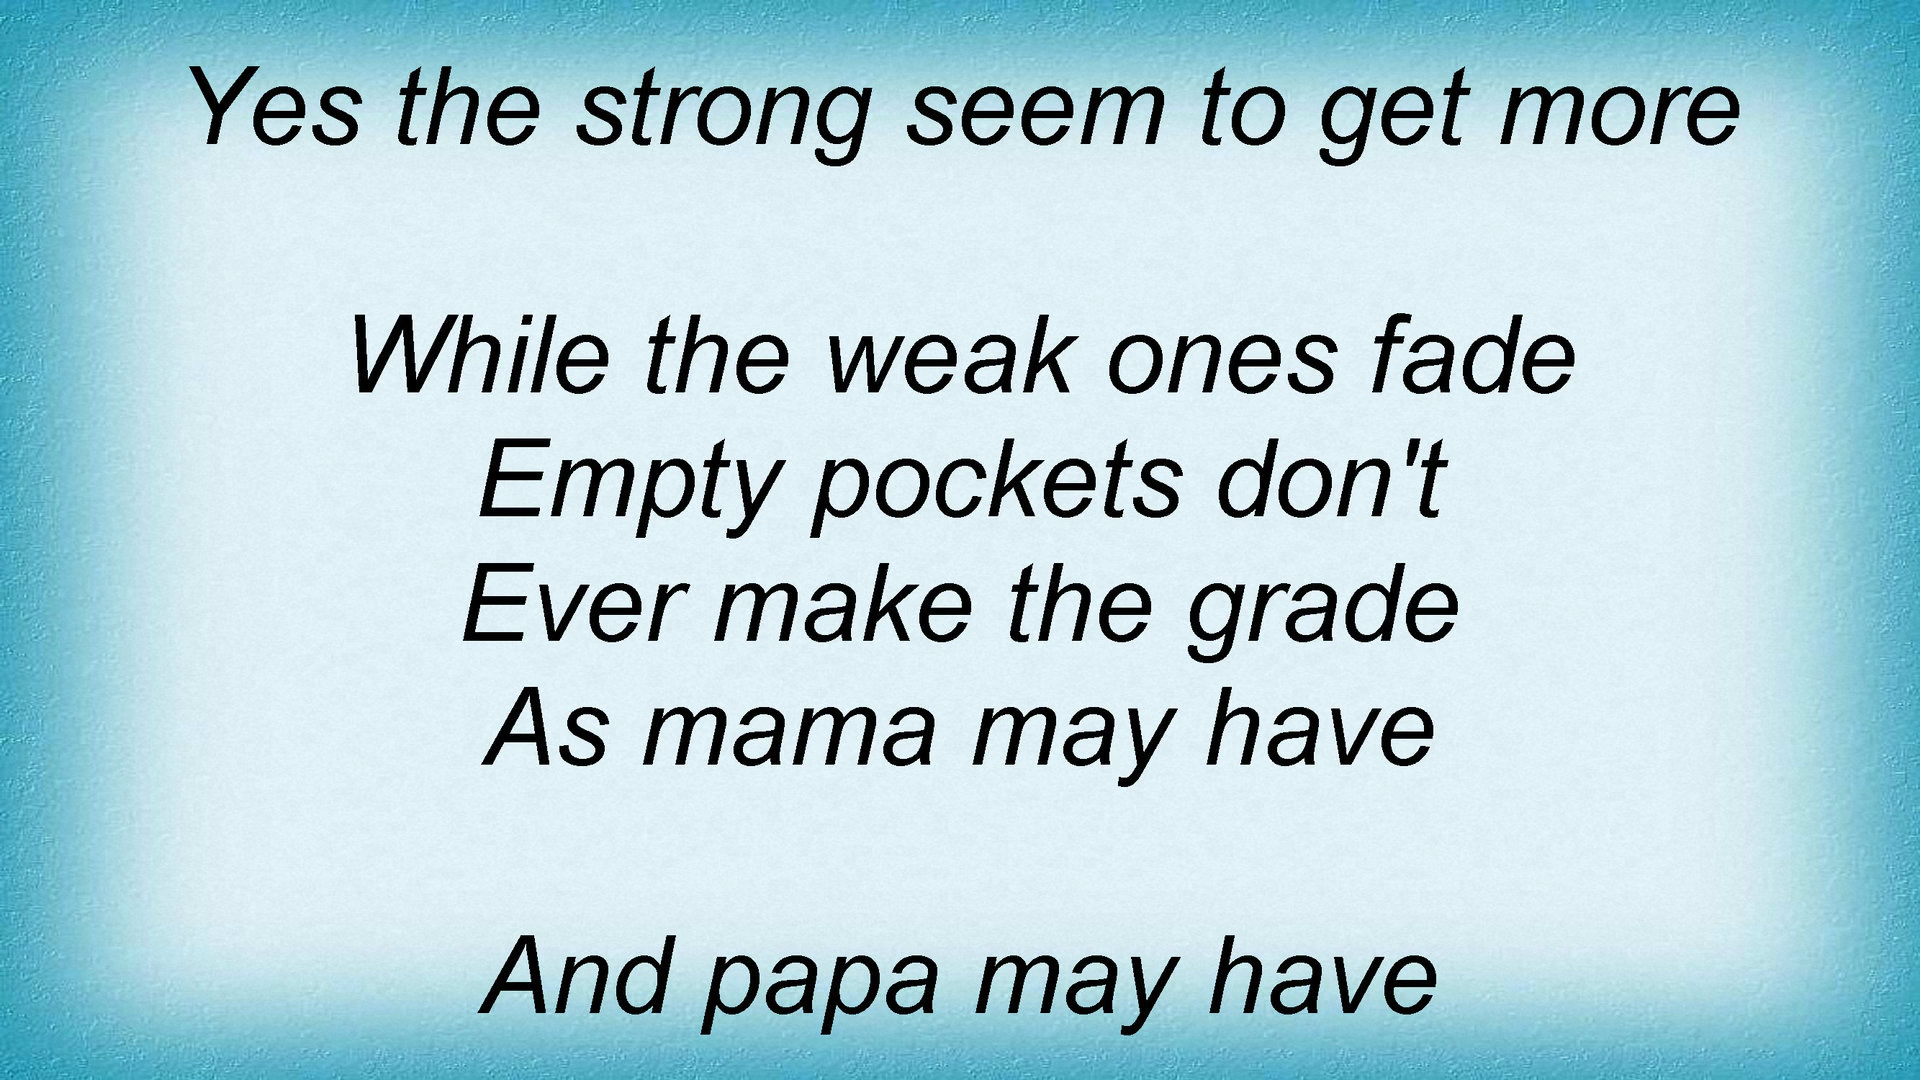 Yes the strong seem to get more
While the weak ones fade
Empty pockets don't
Ever make the grade
As mama may have
And papa may have